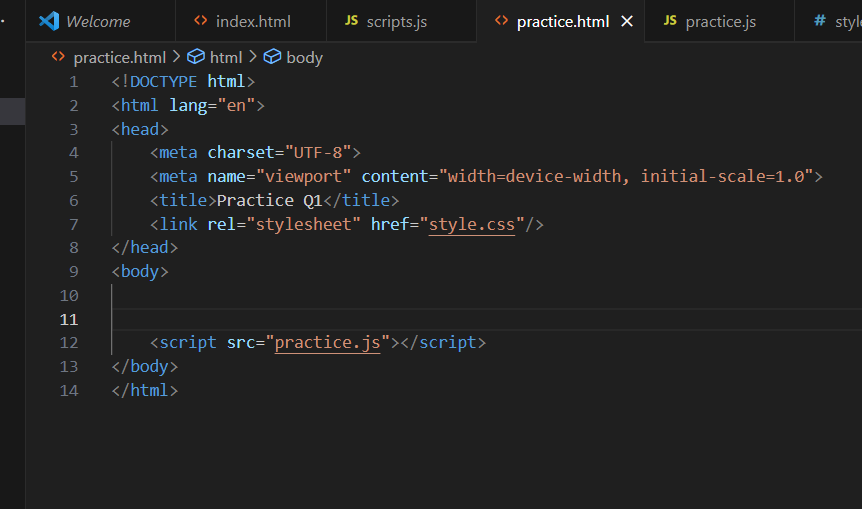 Welcome
index.html
JS scripts.js
practice.html
JS practice.js
# style
practice.html > html > body
1 <!DOCTYPE html>
2 <html lang="en">
3 <head>
4     <meta charset="UTF-8">
5     <meta name="viewport" content="width=device-width, initial-scale=1.0">
6     <title>Practice Q1</title>
7     <link rel="stylesheet" href="style.css"/>
8 </head>
9 <body>
10
11
12     <script src="practice.js"></script>
13 </body>
14 </html>